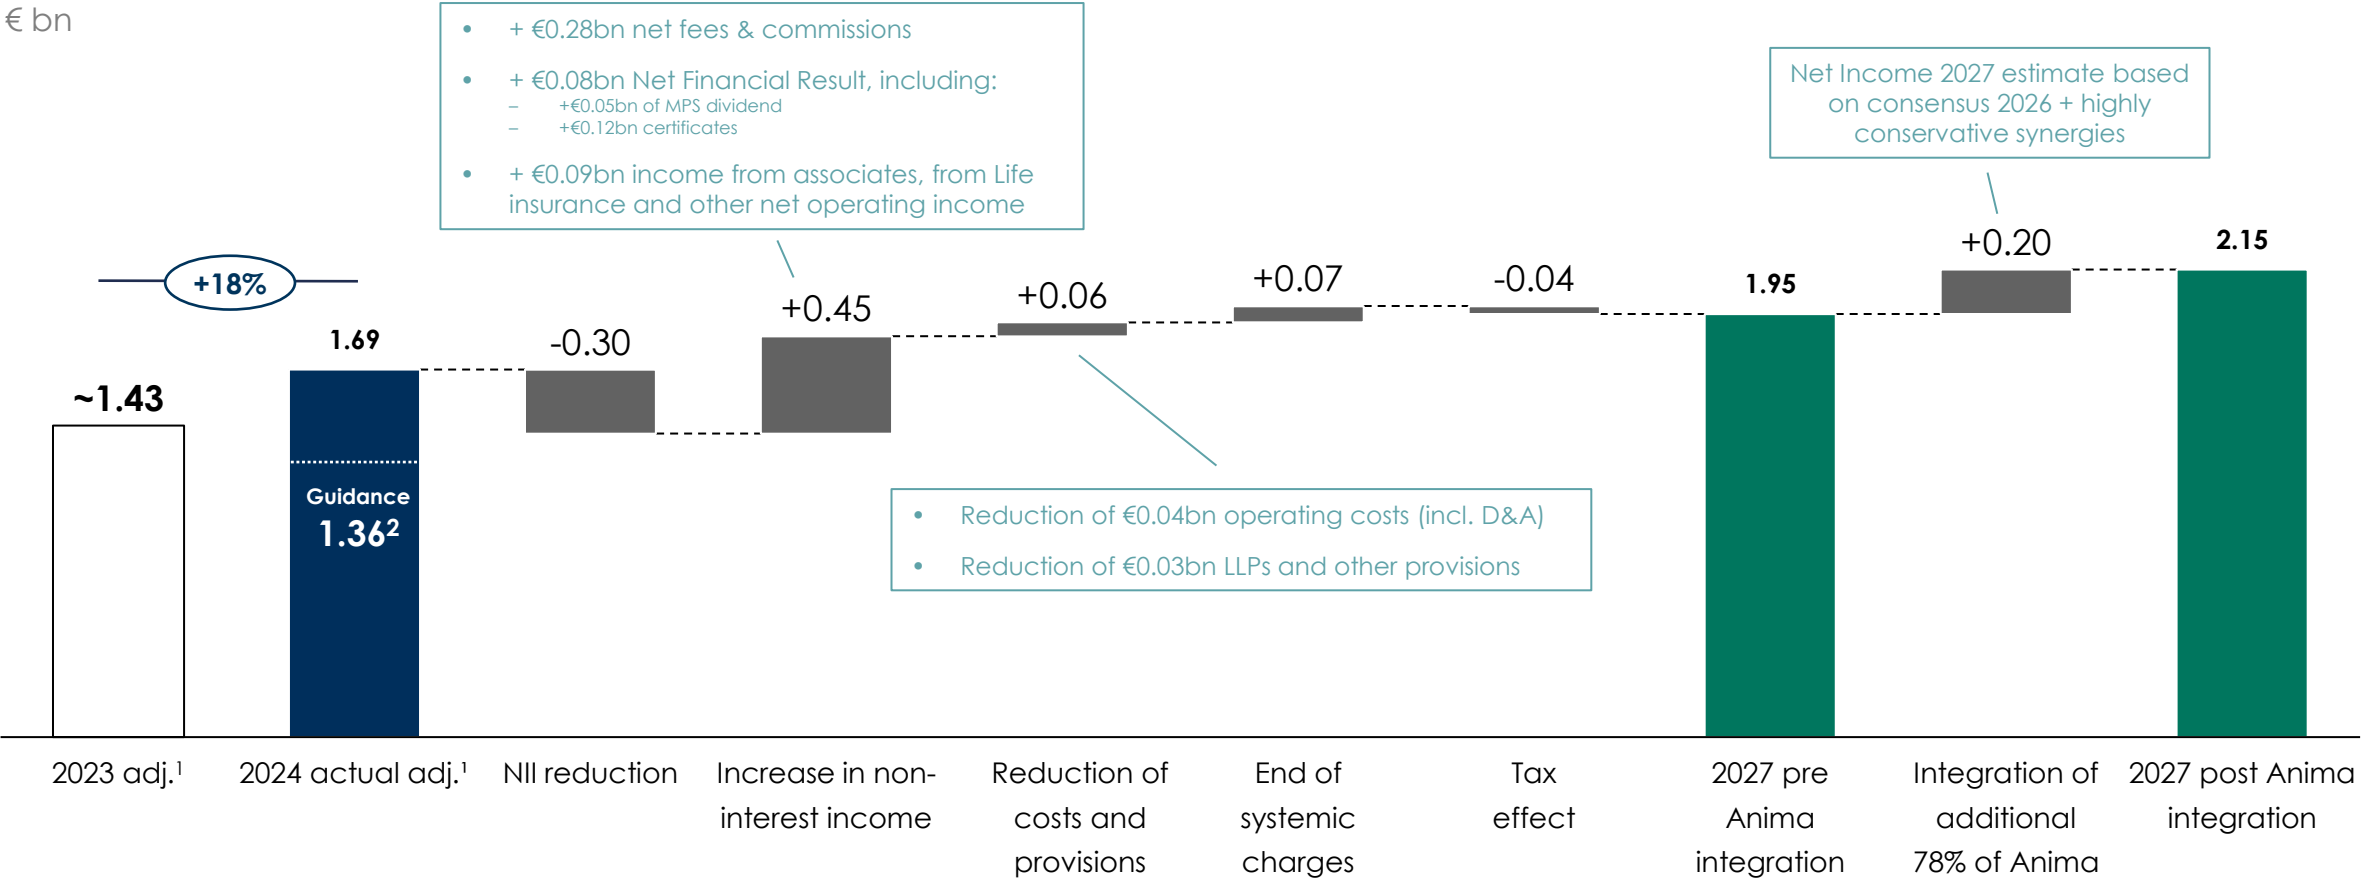 € bn
• + €0.28bn net fees & commissions
• + €0.08bn Net Financial Result, including:
– +€0.05bn of MPS dividend
– +€0.12bn certificates
• + €0.09bn income from associates, from Life
insurance and other net operating income
Net Income 2027 estimate based
on consensus 2026 + highly
conservative synergies
+18%
~1.43
1.69
-0.30
+0.45
+0.06
+0.07
-0.04
1.95
+0.20
2.15
Guidance
1.36²
• Reduction of €0.04bn operating costs (incl. D&A)
• Reduction of €0.03bn LLPs and other provisions
2023 adj.¹
2024 actual adj.¹
NII reduction
Increase in non-
interest income
Reduction of
costs and
provisions
End of
systemic
charges
Tax
effect
2027 pre
Anima
integration
Integration of
additional
78% of Anima
2027 post Anima
integration